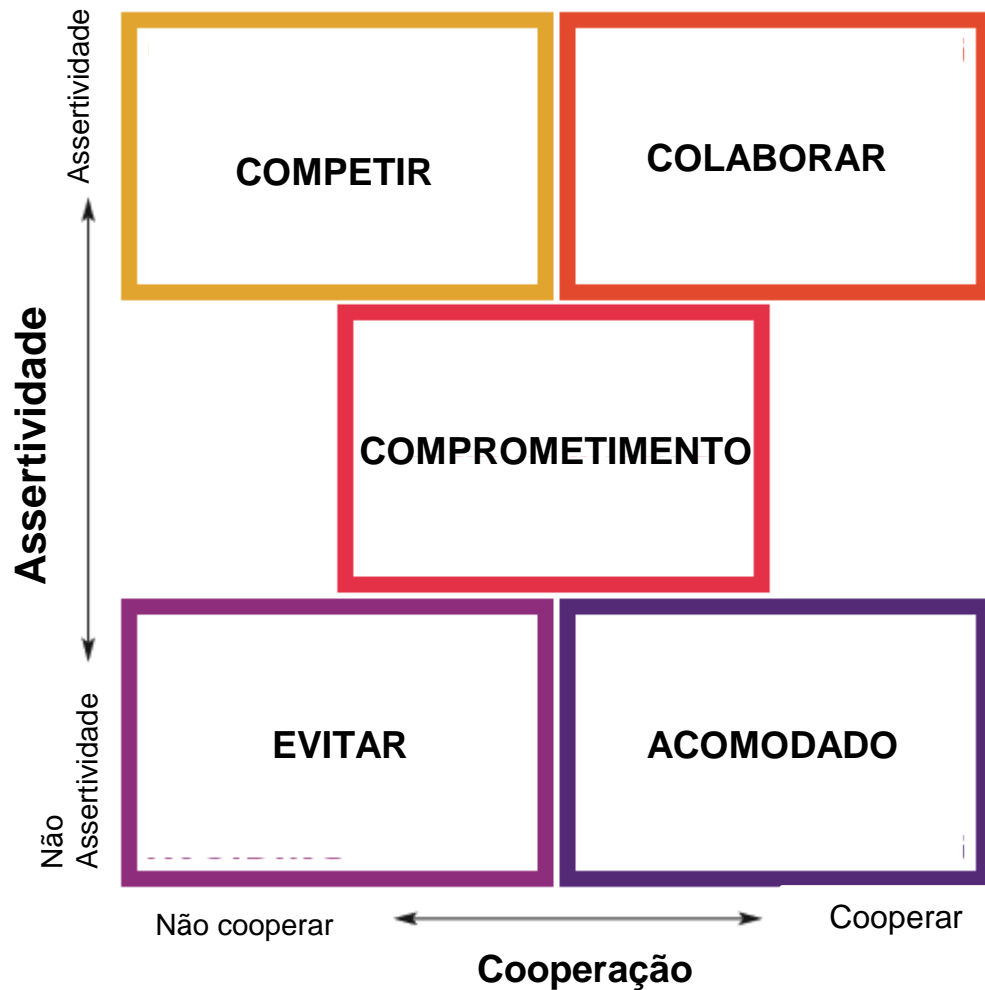 Assertividade
COMPETIR
COLABORAR
Assertividade
COMPROMETIMENTO
EVITAR
ACOMODADO
Não
Assertividade
Não cooperar
Cooperar
Cooperação